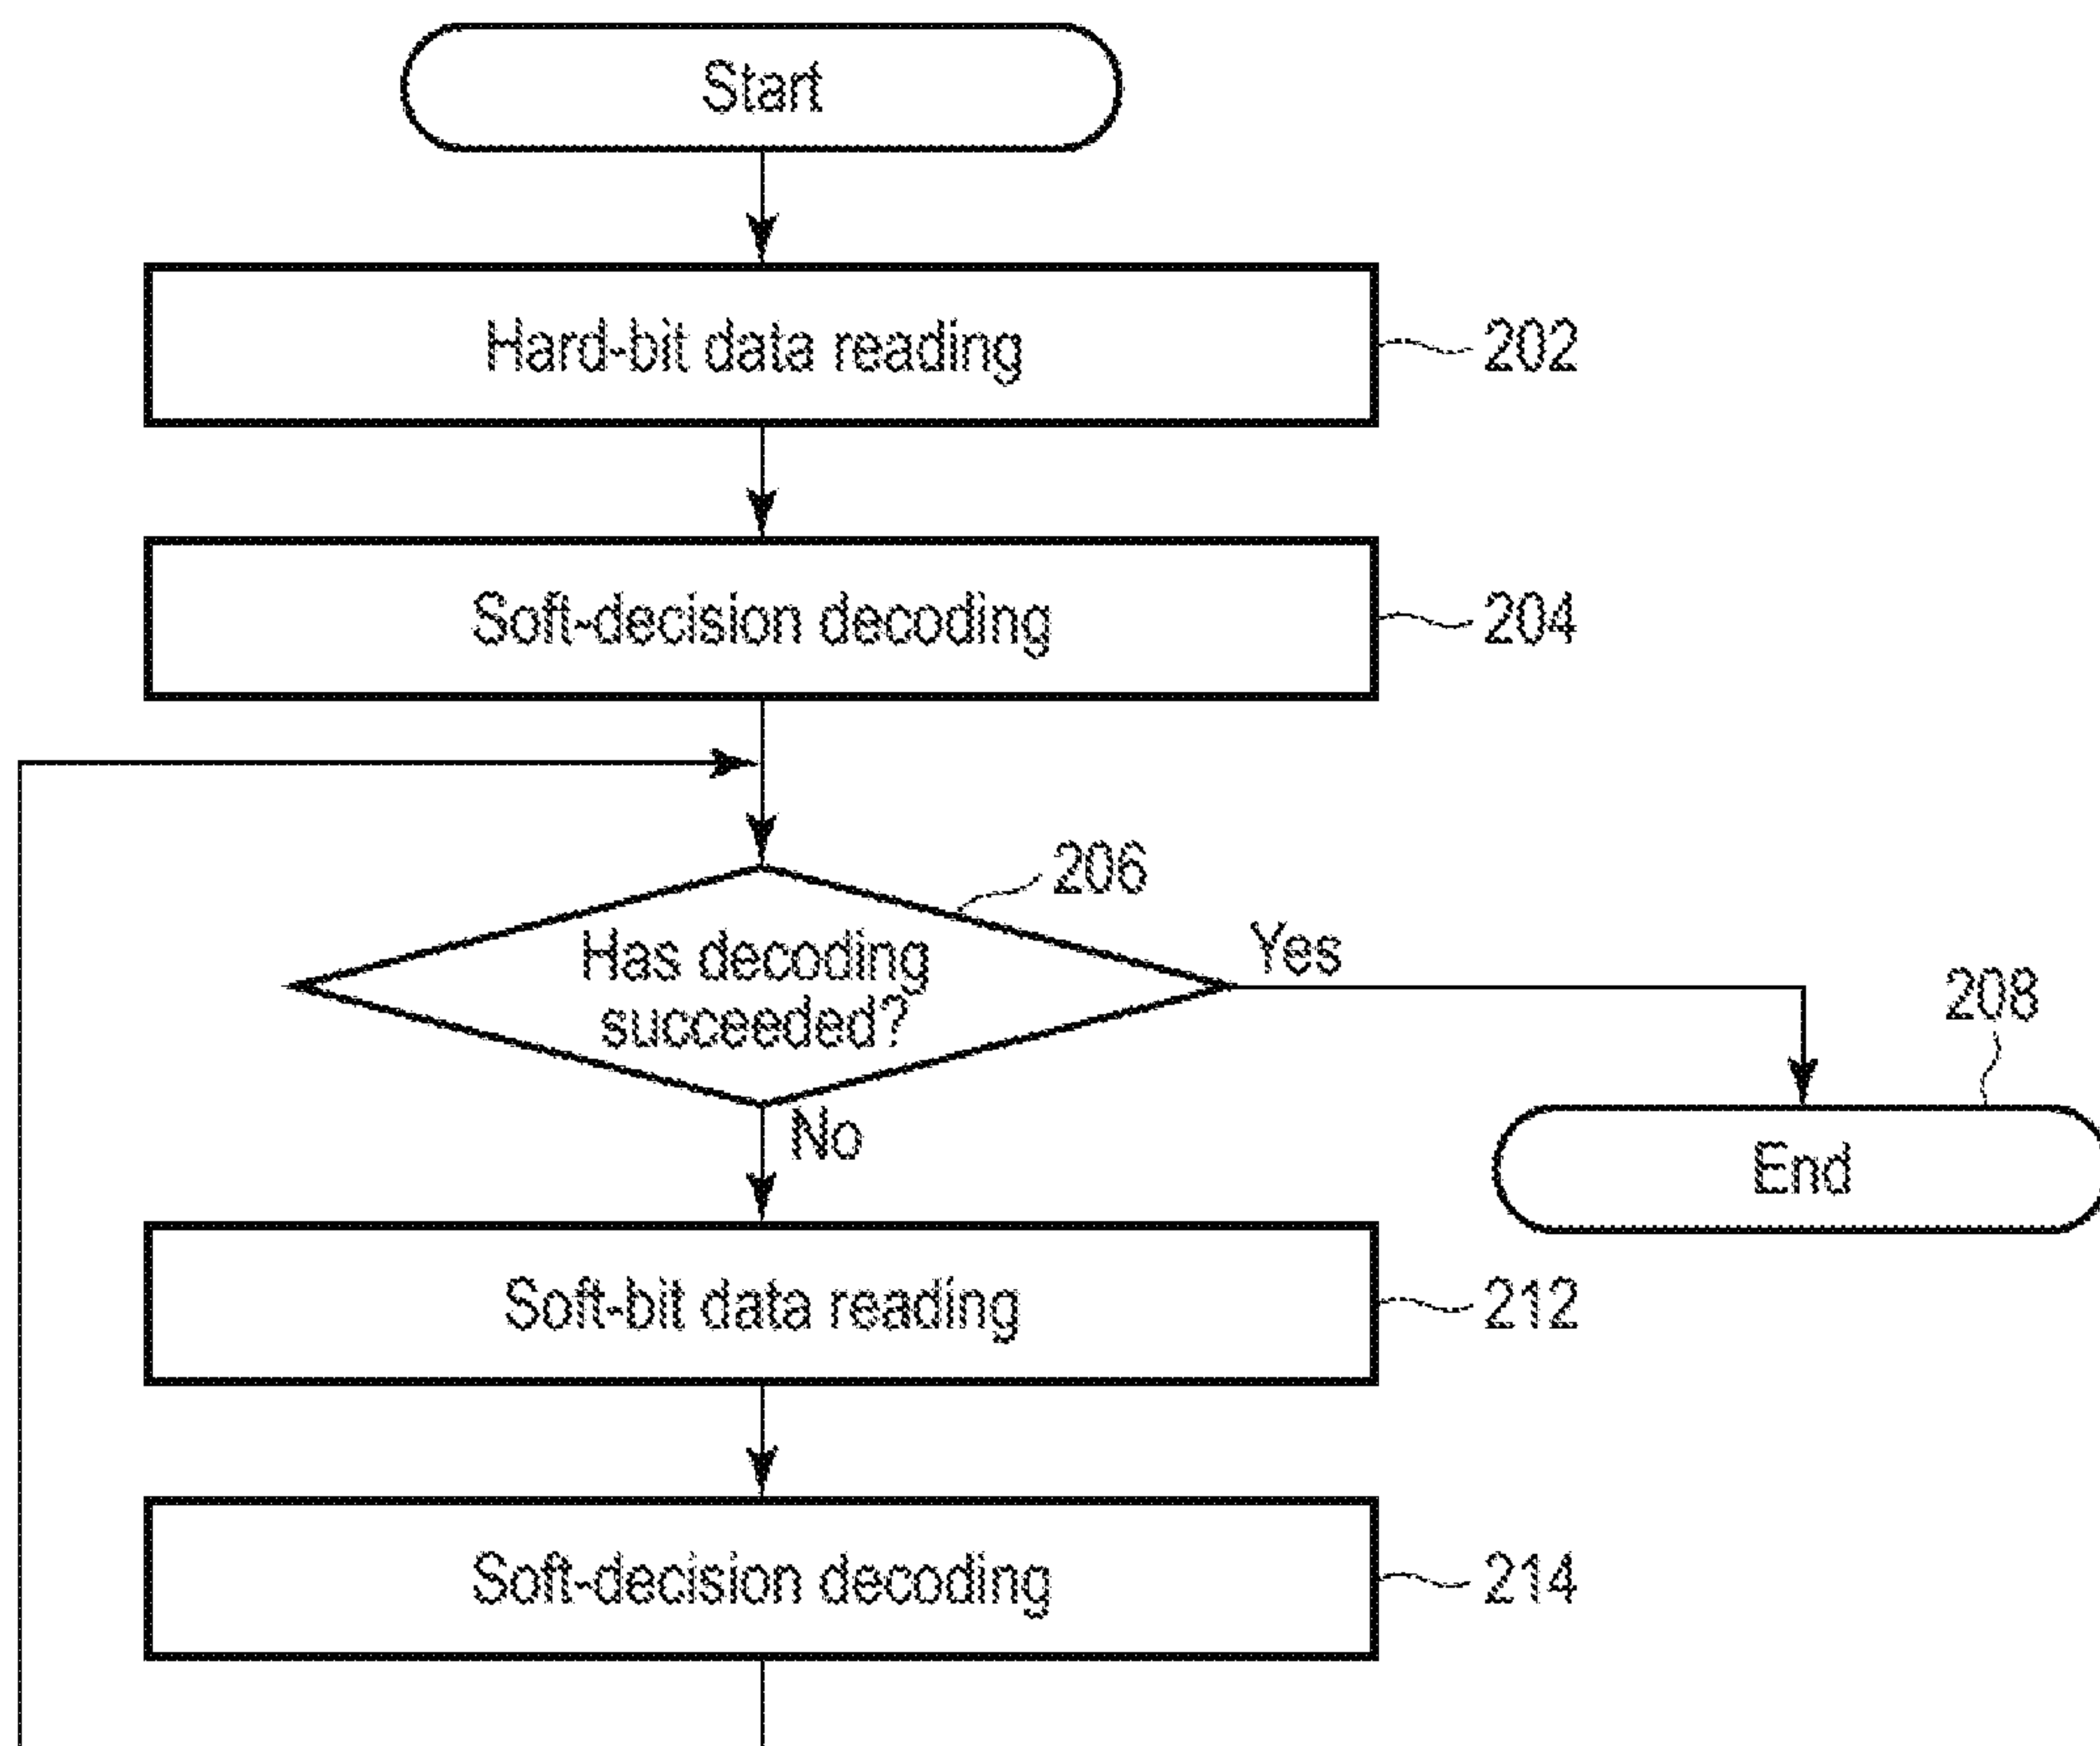 Start
Hard-bit data reading
202
Soft-decision decoding
204
206
Has decoding
succeeded?
Yes
208
End
No
Soft-bit data reading
212
Soft-decision decoding
214